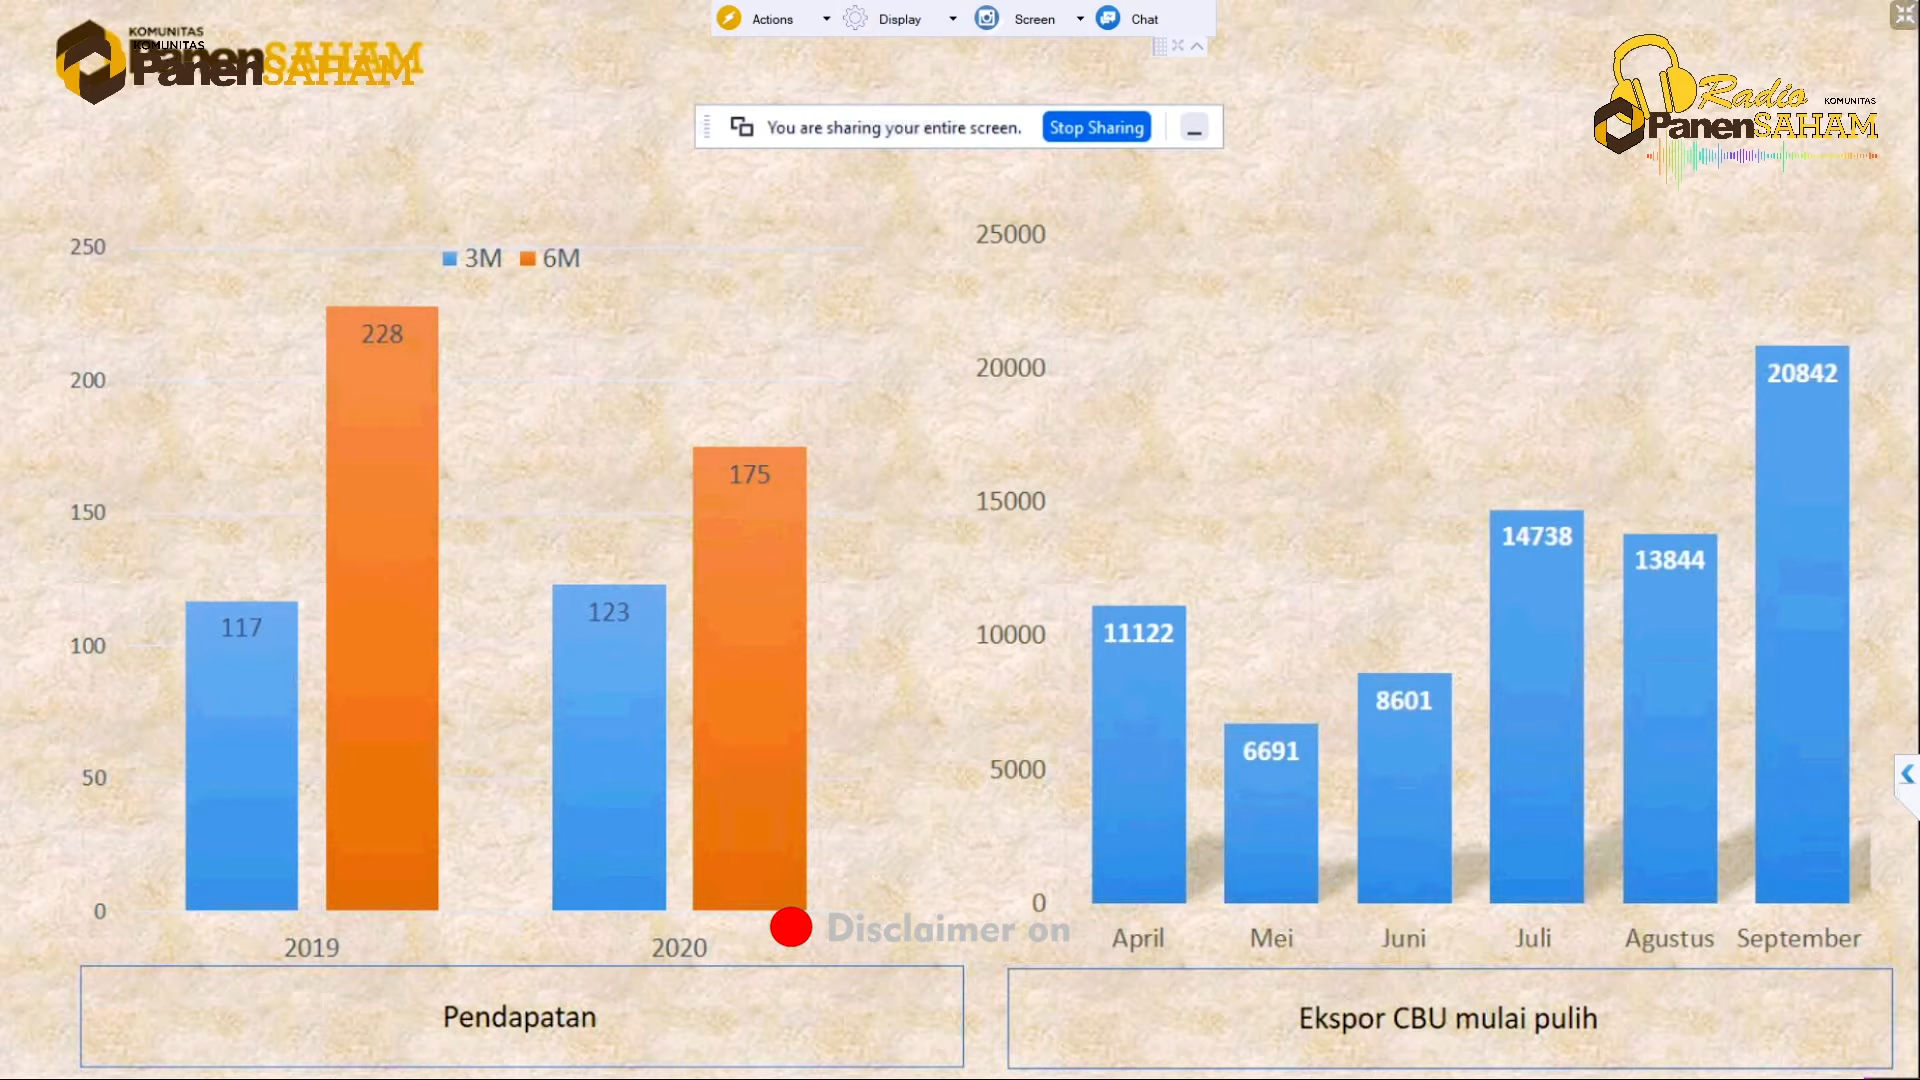 Actions
Display
Screen
Chat
KOMUNITAS
PanenSAHAM
KOMUNITAS
PanenSAHAM
Radio
KOMUNITAS
PanenSAHAM
You are sharing your entire screen.
Stop Sharing
3M 6M
250
200
150
100
50
0
228
175
117
123
2019
2020
Pendapatan
25000
20000
15000
10000
5000
0
11122
6691
8601
14738
13844
20842
April
Mei
Juni
Juli
Agustus
September
Disclaimer on
Ekspor CBU mulai pulih